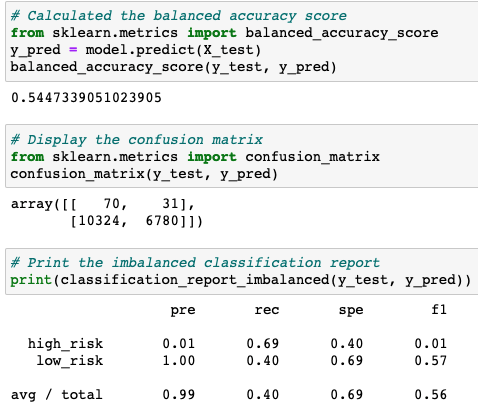 # Calculated the balanced accuracy score
from sklearn.metrics import balanced_accuracy_score
y_pred = model.predict(X_test)
balanced_accuracy_score(y_test, y_pred)
0.5447339051023905
# Display the confusion matrix
from sklearn.metrics import confusion_matrix
confusion_matrix(y_test, y_pred)
array([[   70,    31],
       [10324,  6780]])
# Print the imbalanced classification report
print(classification_report_imbalanced(y_test, y_pred))
                   pre       rec       spe        f1
  high_risk       0.01      0.69      0.40      0.01
   low_risk       1.00      0.40      0.69      0.57
avg / total       0.99      0.40      0.69      0.56